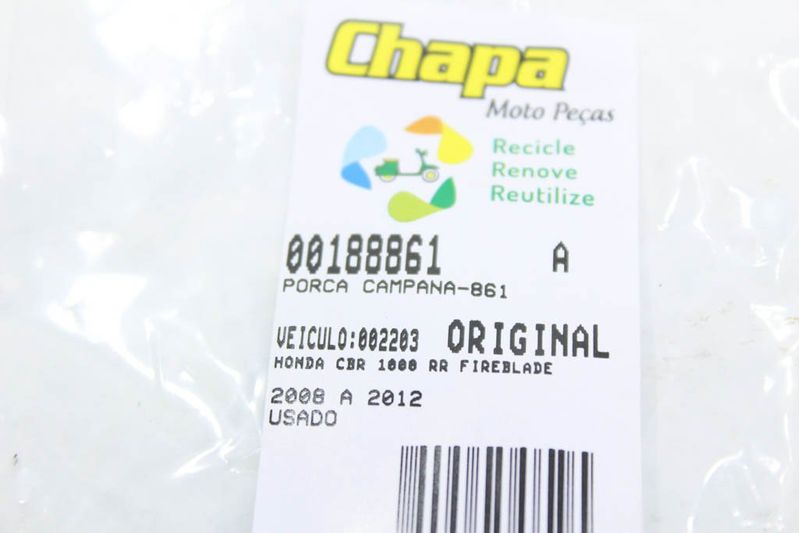 Chapa
Moto Peças
Recicle
Renove
Reutilize
00188861 A
PORCA CAMPANA-861
VEICULO:002203 ORIGINAL
HONDA CBR 1000 RR FIREBLADE
2008 A 2012
USADO